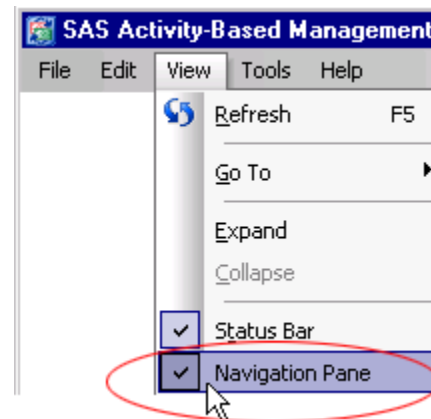 SAS Activity-Based Management
File Edit View Tools Help
Refresh F5
Go To
Expand
Collapse
Status Bar
Navigation Pane